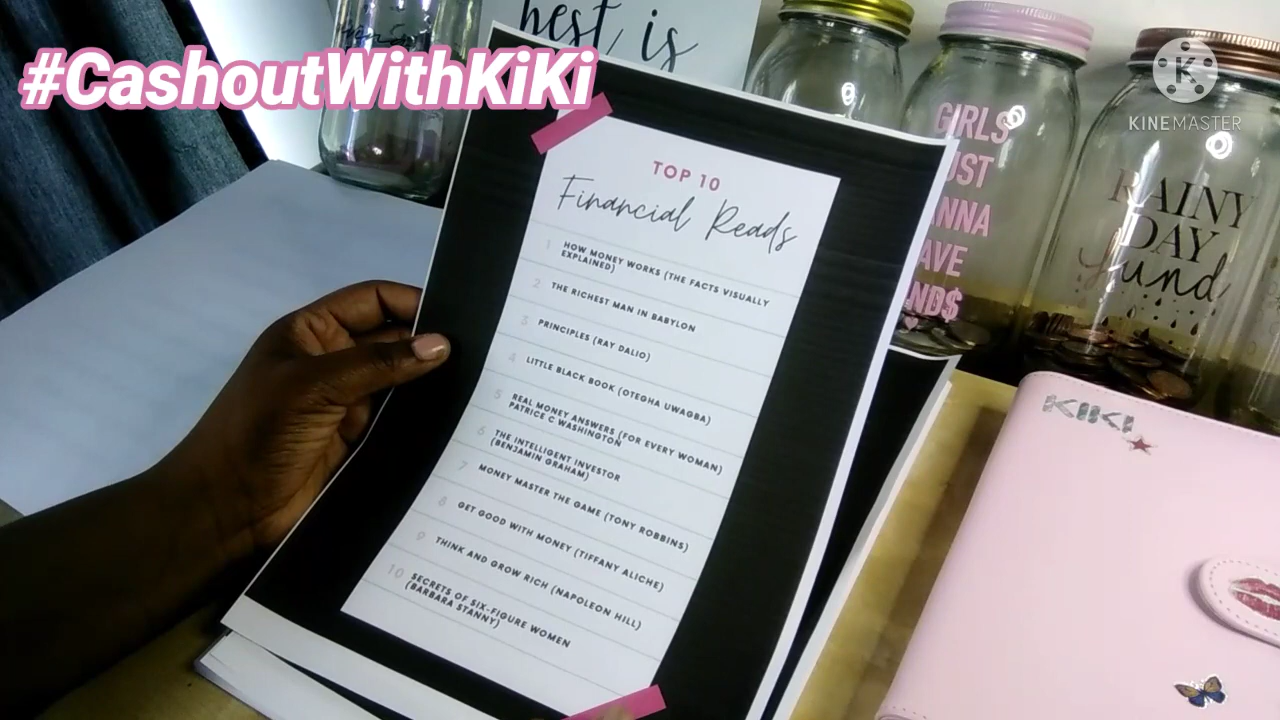 #CashoutWithKiKi
best is
KINEMASTER
TOP 10
Financial Reads
1 HOW MONEY WORKS (THE FACTS VISUALLY
EXPLAINED)
2 THE RICHEST MAN IN BABYLON
3 PRINCIPLES (RAY DALIO)
4 LITTLE BLACK BOOK (OTEGHA UWAGBA)
5 REAL MONEY ANSWERS (FOR EVERY WOMAN)
PATRICE C WASHINGTON
6 THE INTELLIGENT INVESTOR
(BENJAMIN GRAHAM)
7 MONEY MASTER THE GAME (TONY ROBBINS)
8 GET GOOD WITH MONEY (TIFFANY ALICHE)
9 THINK AND GROW RICH (NAPOLEON HILL)
10 SECRETS OF SIX-FIGURE WOMEN
(BARBARA STANNY)
GIRLS
UST
NNA
AVE
ND$
RAINY
DAY
fund
KIKI